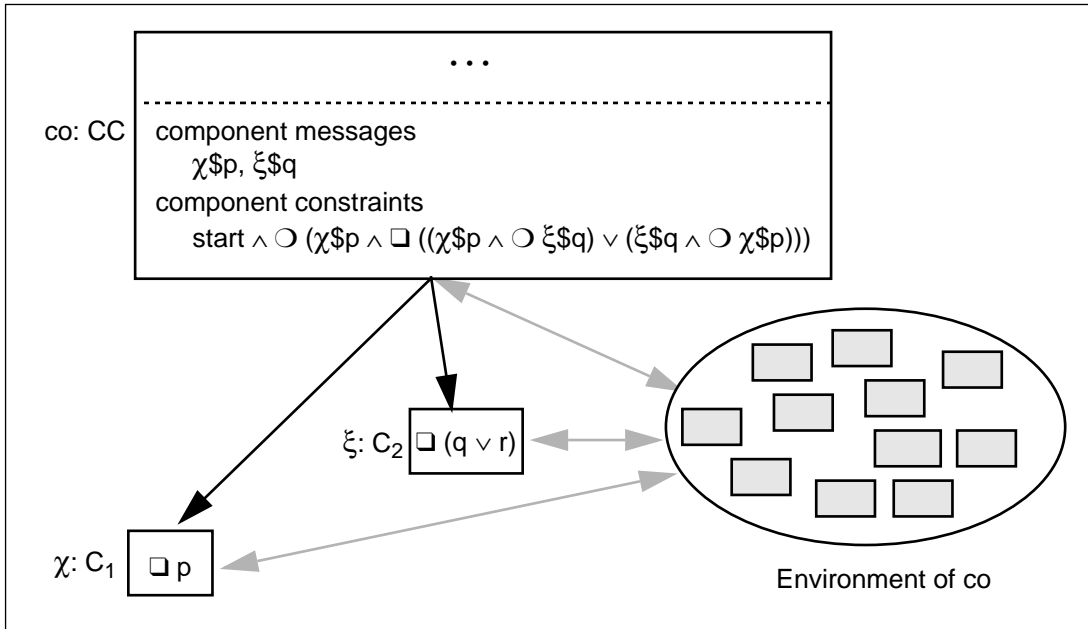 • • •
co: CC
component messages
χ$p, ξ$q
component constraints
start ∧ ❍ (χ$p ∧ ❑ ((χ$p ∧ ❍ ξ$q) ∨ (ξ$q ∧ ❍ χ$p)))
ξ: C₂
❑ (q ∨ r)
χ: C₁
❑ p
Environment of co